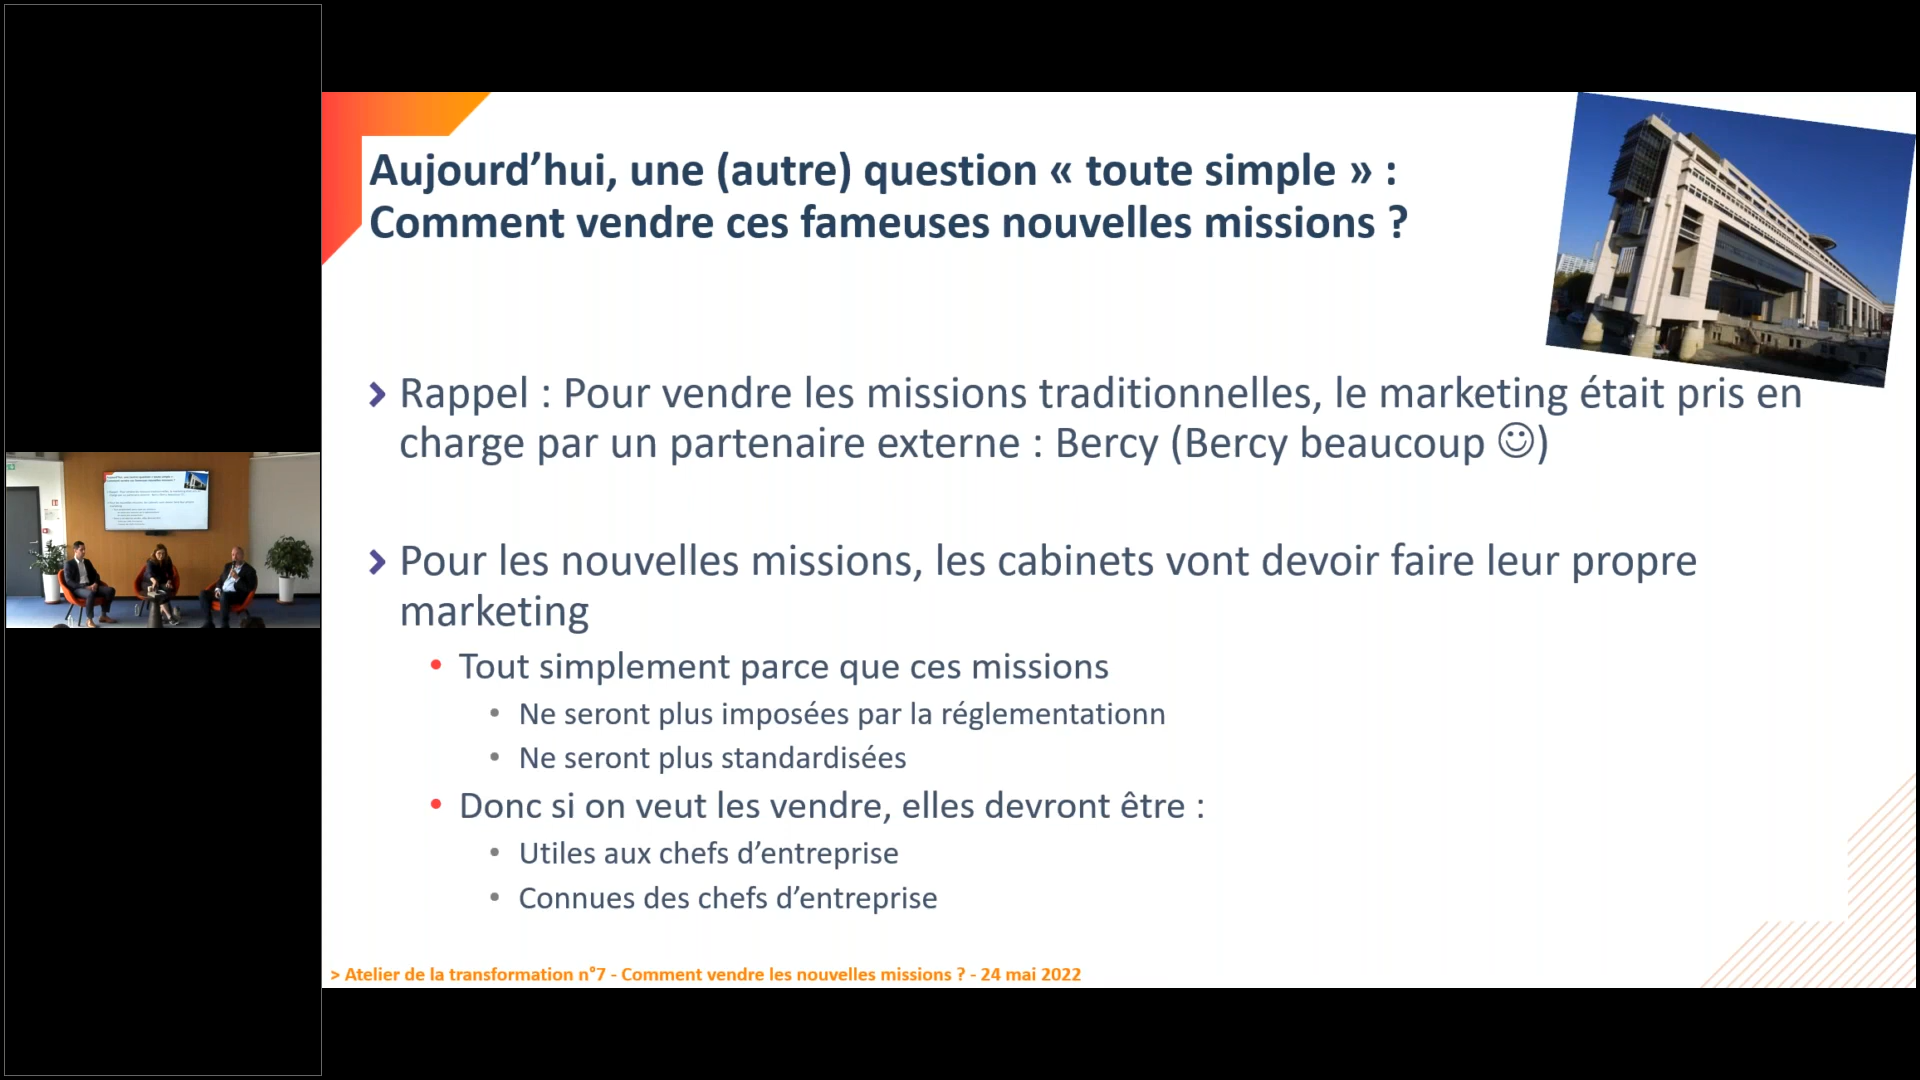 Aujourd’hui, une (autre) question « toute simple » :
Comment vendre ces fameuses nouvelles missions ?
Rappel : Pour vendre les missions traditionnelles, le marketing était pris en
charge par un partenaire externe : Bercy (Bercy beaucoup ☺)
Pour les nouvelles missions, les cabinets vont devoir faire leur propre
marketing
• Tout simplement parce que ces missions
• Ne seront plus imposées par la réglementationn
• Ne seront plus standardisées
• Donc si on veut les vendre, elles devront être :
• Utiles aux chefs d’entreprise
• Connues des chefs d’entreprise
> Atelier de la transformation n°7 - Comment vendre les nouvelles missions ? - 24 mai 2022